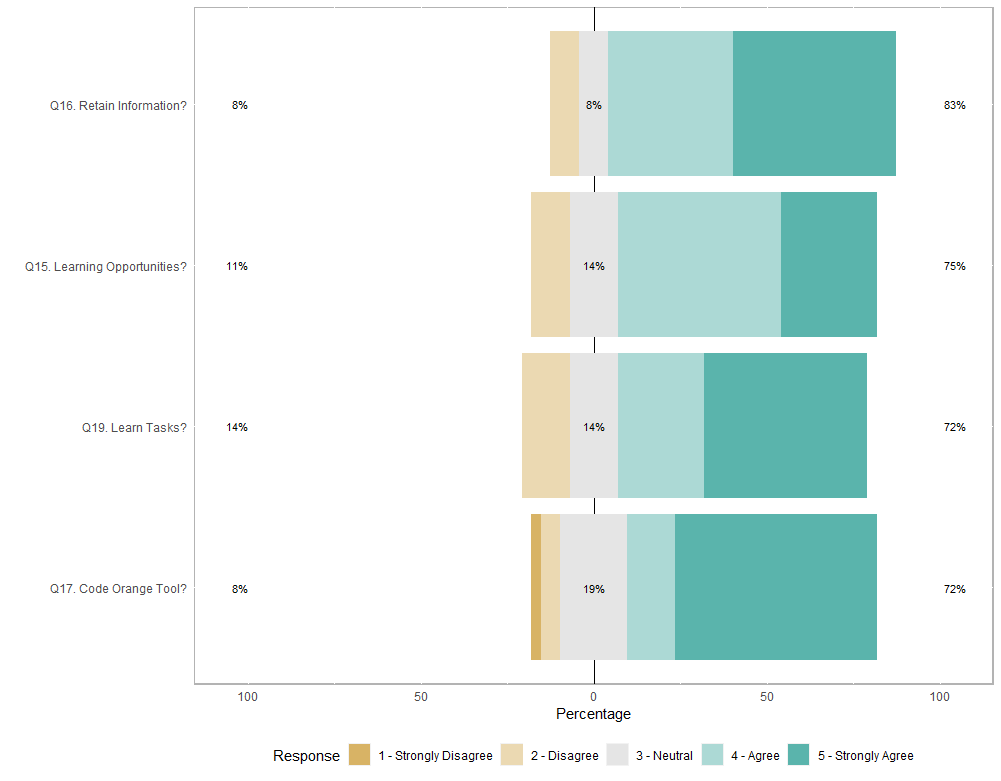 Q16. Retain Information? 8% 8% 83%
Q15. Learning Opportunities? 11% 14% 75%
Q19. Learn Tasks? 14% 14% 72%
Q17. Code Orange Tool? 8% 19% 72%
100 50 0 50 100
Percentage
Response 1 - Strongly Disagree 2 - Disagree 3 - Neutral 4 - Agree 5 - Strongly Agree